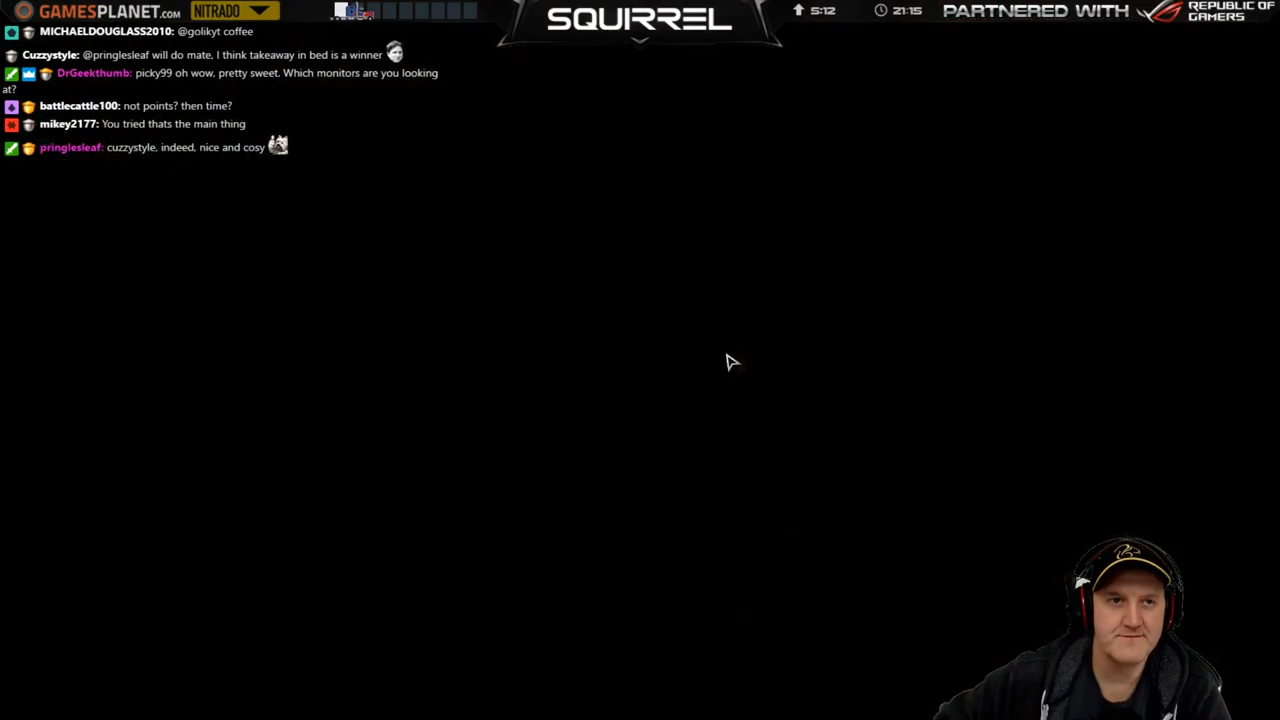 GAMESPLANET.COM NITRADO SQUIRREL 5:12 21:15 PARTNERED WITH REPUBLIC OF GAMERS
MICHAELDOUGLASS2010: @golikyt coffee
Cuzzystyle: @pringlesleaf will do mate, I think takeaway in bed is a winner
DrGeekthumb: picky99 oh wow, pretty sweet. Which monitors are you looking
at?
battlecattle100: not points? then time?
mikey2177: You tried thats the main thing
pringlesleaf: cuzzystyle, indeed, nice and cosy